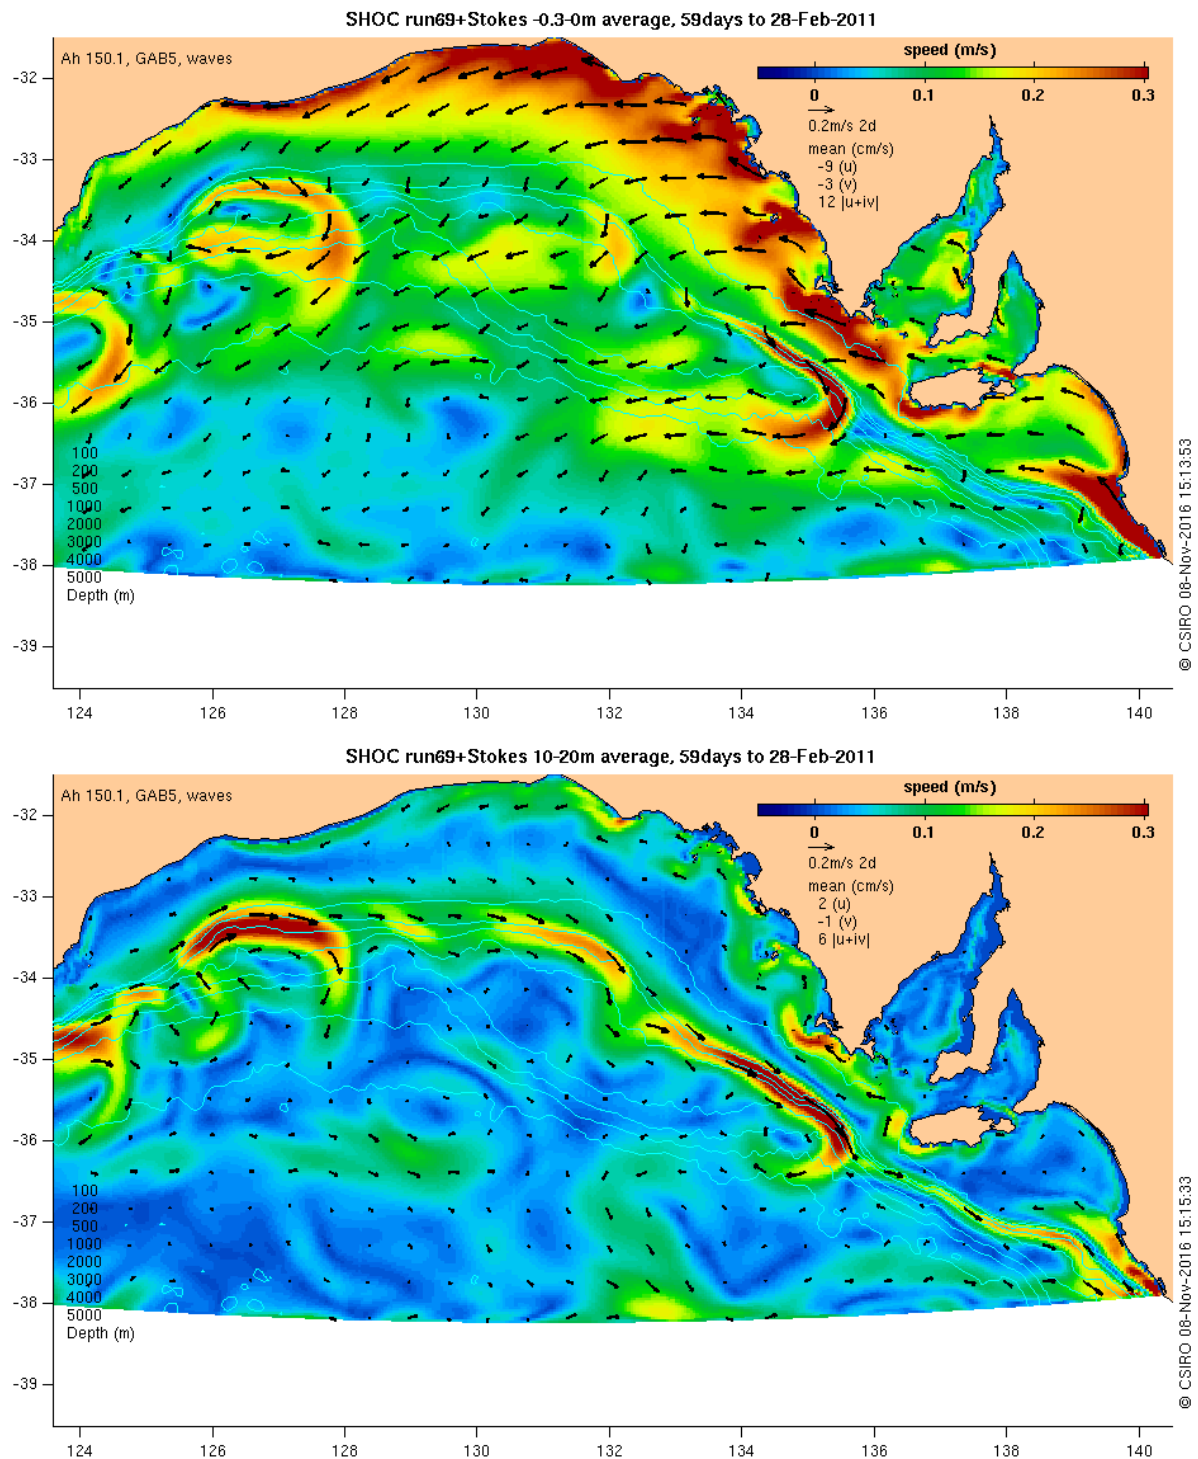 SHOC run69+Stokes -0.3-0m average, 59days to 28-Feb-2011
Ah 150.1, GAB5, waves
speed (m/s)
0 0.1 0.2 0.3
0.2m/s 2d
mean (cm/s)
-9 (u)
-3 (v)
12 |u+iv|
-32
-33
-34
-35
-36
-37
-38
-39
100
200
500
1000
2000
3000
4000
5000
Depth (m)
124 126 128 130 132 134 136 138 140
© CSIRO 08-Nov-2016 15:13:53
SHOC run69+Stokes 10-20m average, 59days to 28-Feb-2011
Ah 150.1, GAB5, waves
speed (m/s)
0 0.1 0.2 0.3
0.2m/s 2d
mean (cm/s)
2 (u)
-1 (v)
6 |u+iv|
-32
-33
-34
-35
-36
-37
-38
-39
100
200
500
1000
2000
3000
4000
5000
Depth (m)
124 126 128 130 132 134 136 138 140
© CSIRO 08-Nov-2016 15:15:33